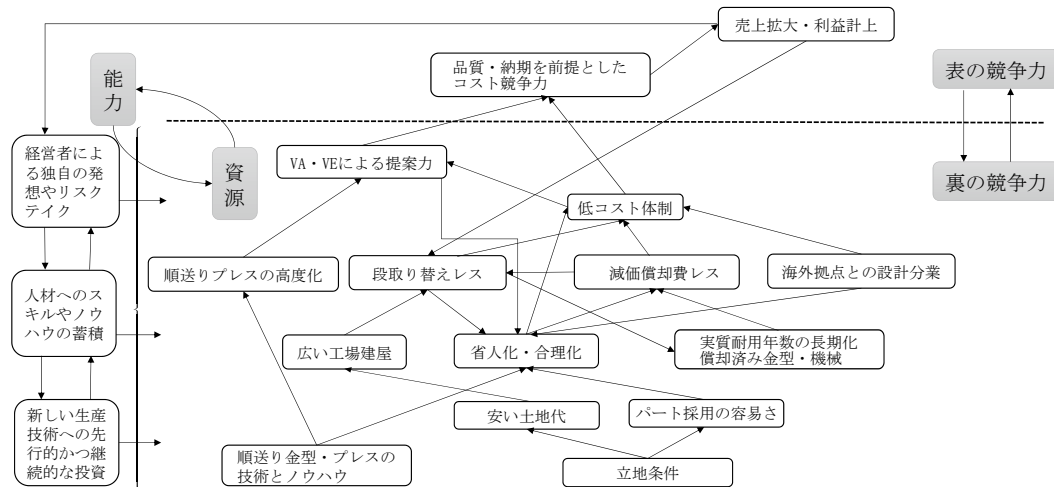 売上拡大・利益計上
品質・納期を前提とした
コスト競争力
表の競争力
裏の競争力
能
力
資
源
経営者によ
る独自の発
想やリスク
テイク
人材へのス
キルやノウ
ハウの蓄積
新しい生産
技術への先
行的かつ継
続的な投資
VA・VEによる提案力
低コスト体制
順送りプレスの高度化
段取り替えレス
減価償却費レス
海外拠点との設計分業
広い工場建屋
省人化・合理化
実質耐用年数の長期化
償却済み金型・機械
安い土地代
パート採用の容易さ
順送り金型・プレスの
技術とノウハウ
立地条件